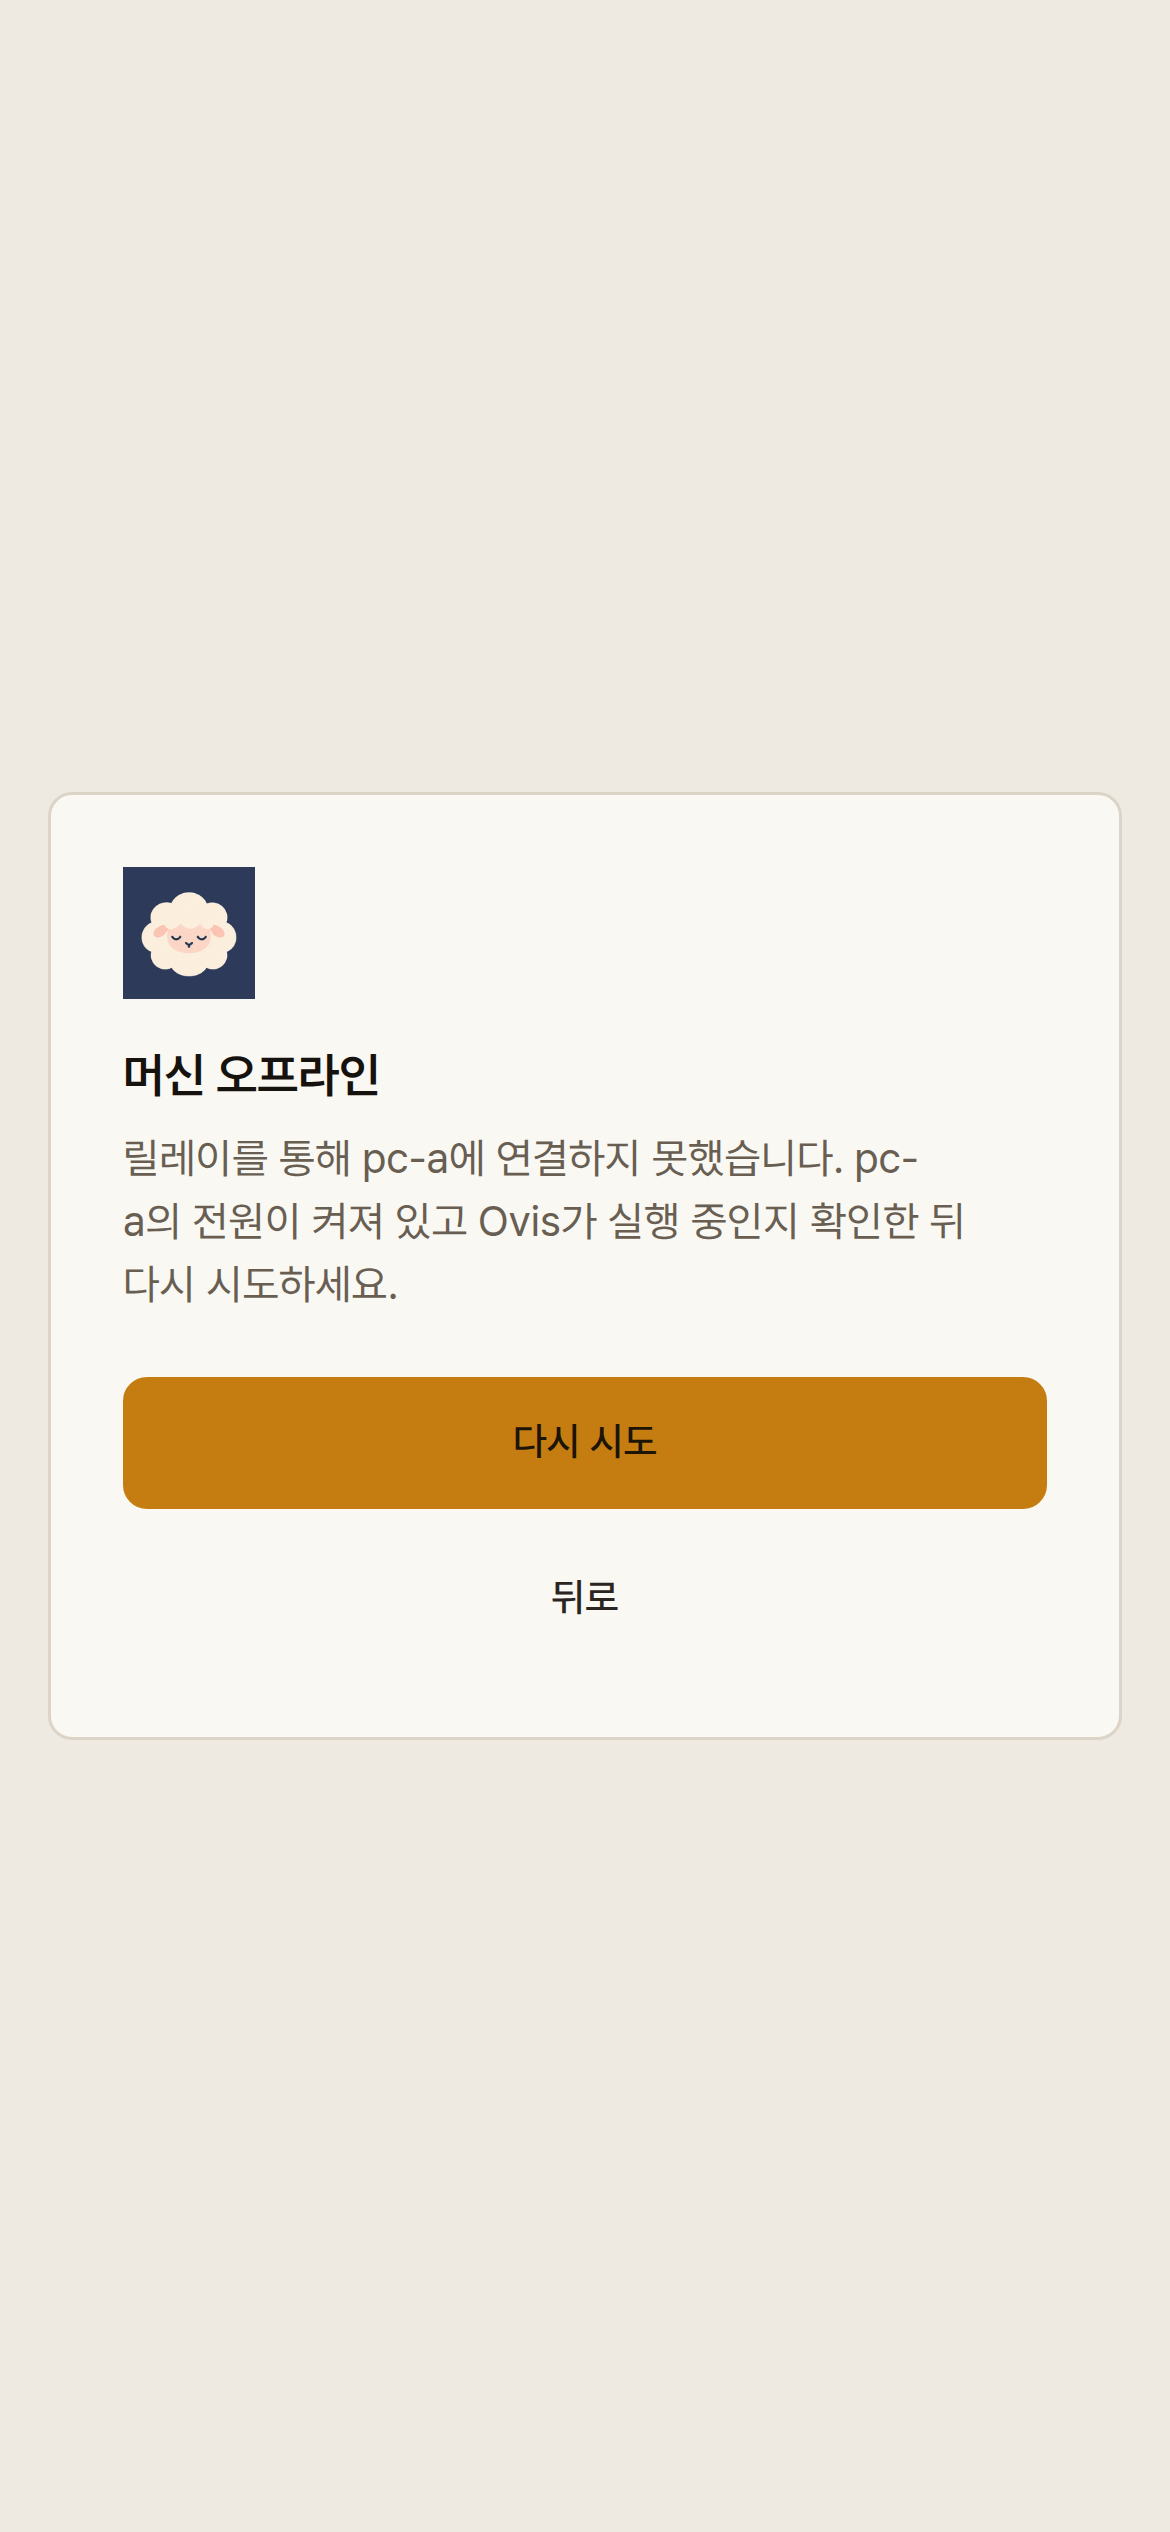 머신 오프라인
릴레이를 통해 pc-a에 연결하지 못했습니다. pc-
a의 전원이 켜져 있고 Ovis가 실행 중인지 확인한 뒤
다시 시도하세요.
다시 시도
뒤로